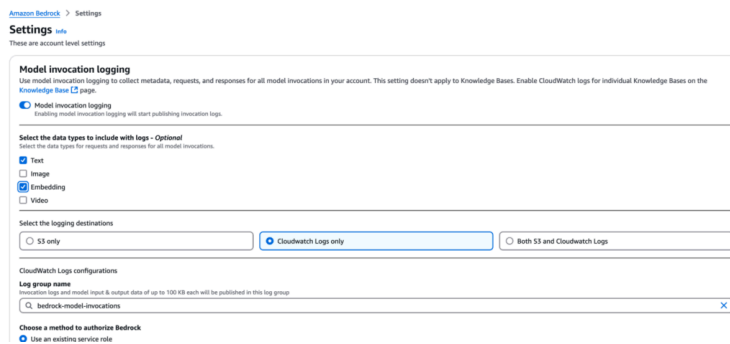 Amazon Bedrock > Settings
Settings Info
These are account level settings
Model invocation logging
Use model invocation logging to collect metadata, requests, and responses for all model invocations in your account. This setting doesn't apply to Knowledge Bases. Enable CloudWatch logs for individual Knowledge Bases on the
Knowledge Base page.
Model invocation logging
Enabling model invocation logging will start publishing invocation logs.
Select the data types to include with logs - Optional
Select the data types for requests and responses for all model invocations.
Text
Image
Embedding
Video
Select the logging destinations
S3 only
Cloudwatch Logs only
Both S3 and Cloudwatch Logs
CloudWatch Logs configurations
Log group name
Invocation logs and model input & output data of up to 100 KB each will be published in this log group
bedrock-model-invocations
Choose a method to authorize Bedrock
Use an existing service role